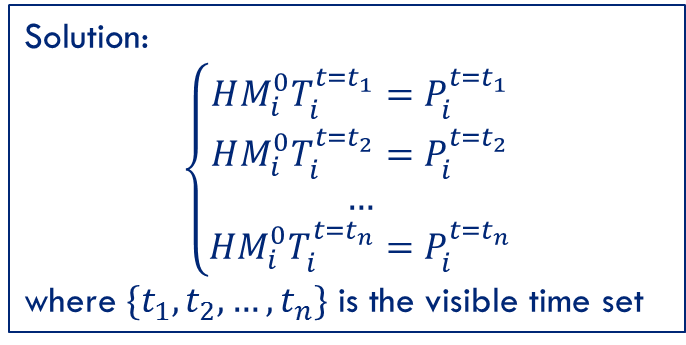 Solution:
HM_i^0 T_i^{t=t_1} = P_i^{t=t_1}
HM_i^0 T_i^{t=t_2} = P_i^{t=t_2}
...
HM_i^0 T_i^{t=t_n} = P_i^{t=t_n}
where {t_1, t_2, ..., t_n} is the visible time set